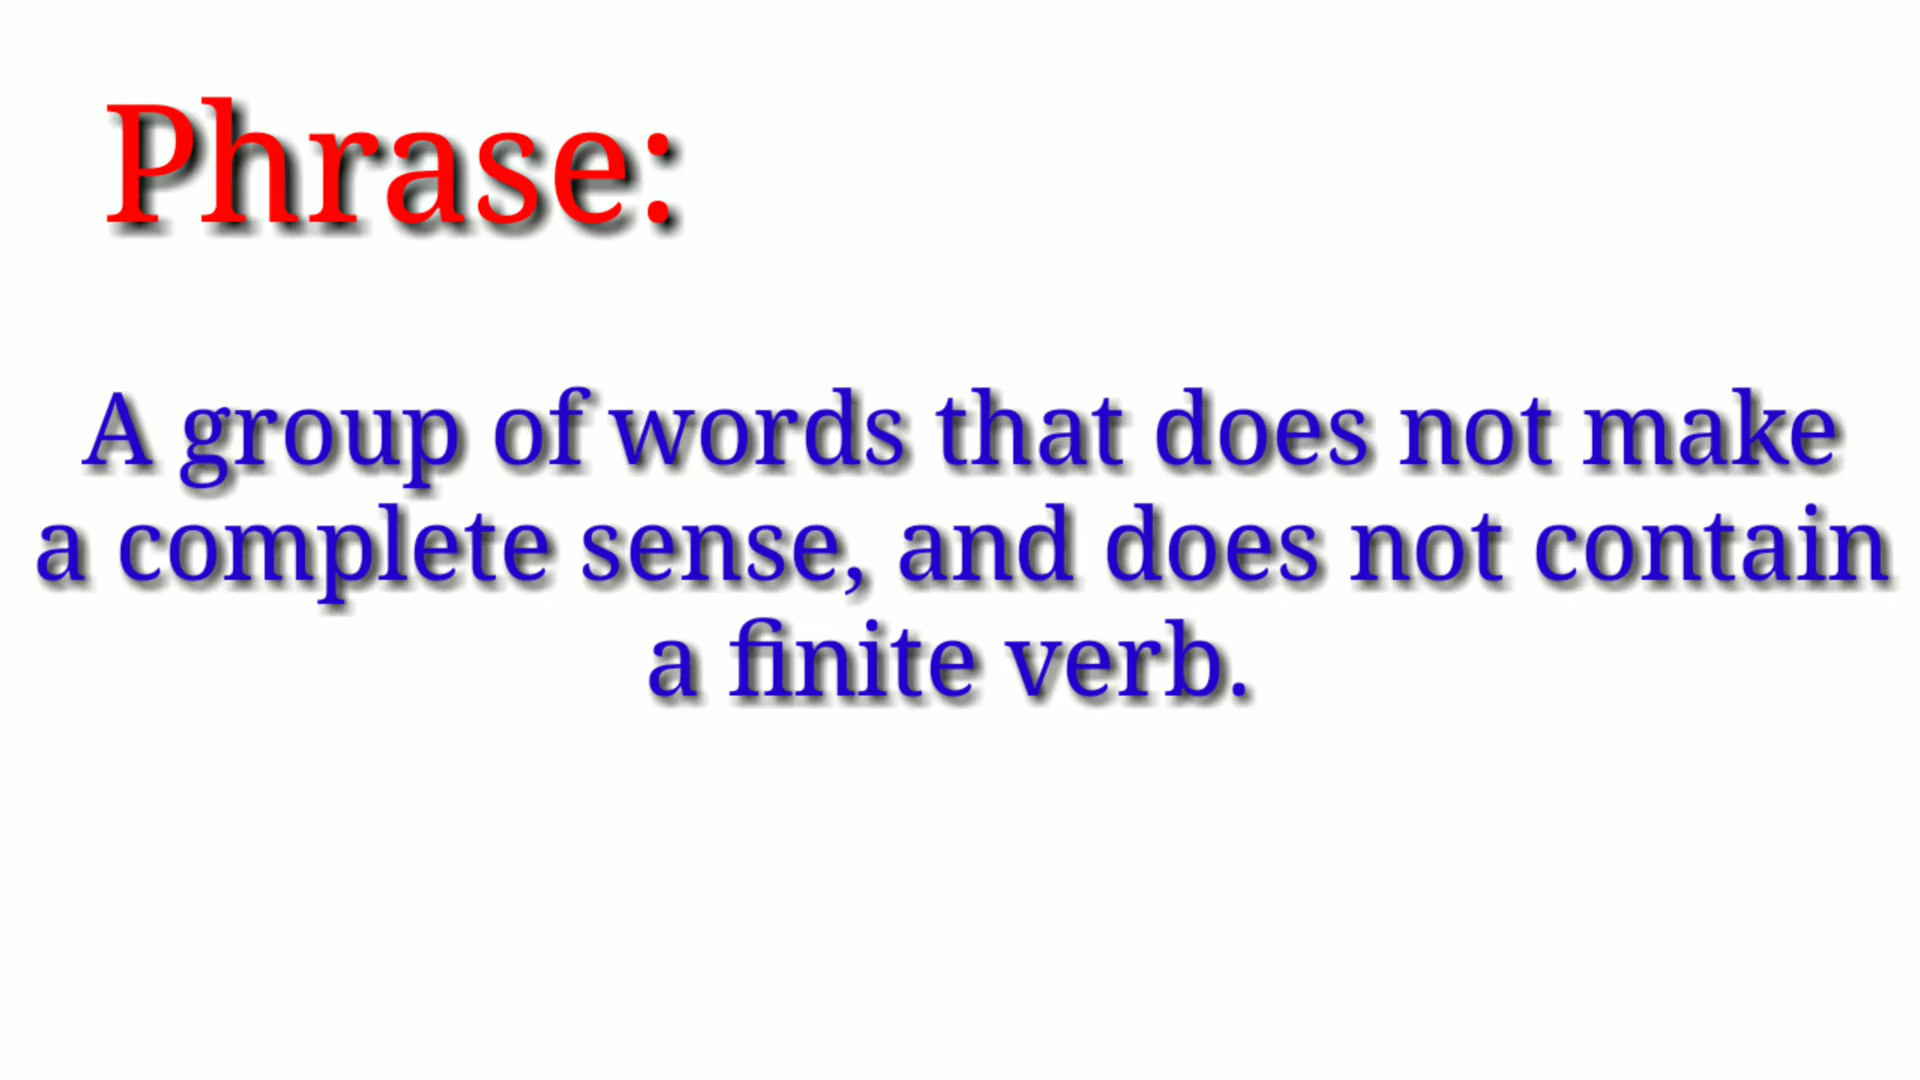 Phrase:
A group of words that does not make
a complete sense, and does not contain
a finite verb.